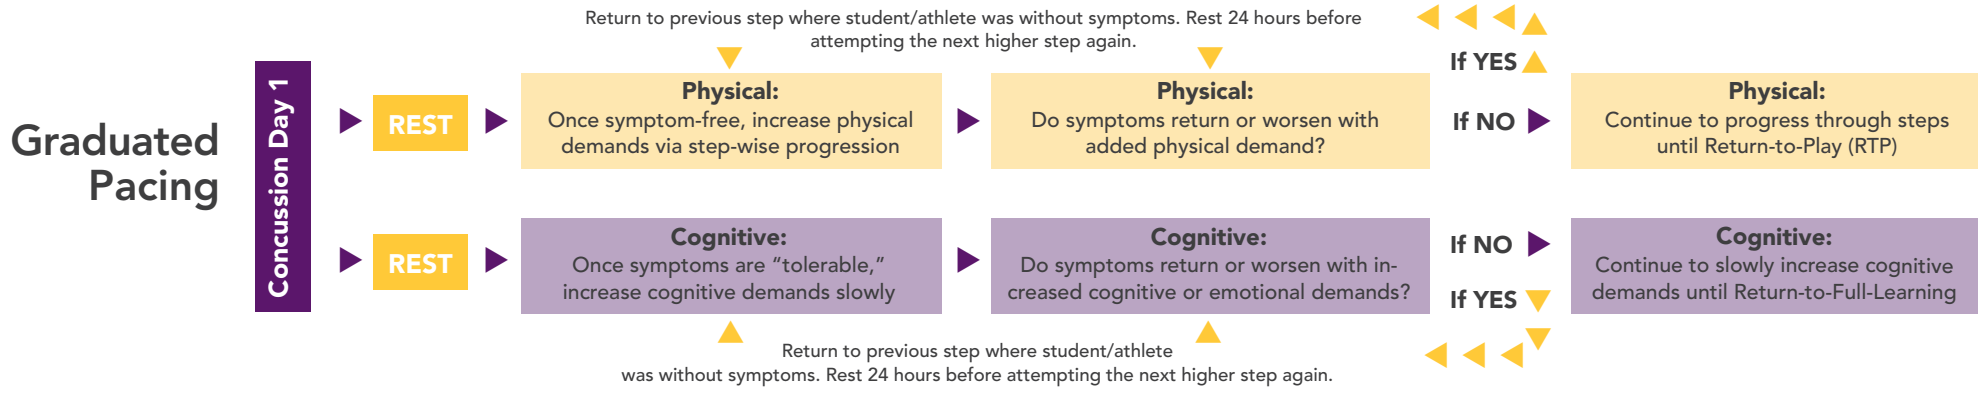 Return to previous step where student/athlete was without symptoms. Rest 24 hours before
attempting the next higher step again.
Graduated
Pacing
Concussion Day 1
REST
Physical:
Once symptom-free, increase physical
demands via step-wise progression
Physical:
Do symptoms return or worsen with
added physical demand?
If YES
If NO
Physical:
Continue to progress through steps
until Return-to-Play (RTP)
REST
Cognitive:
Once symptoms are “tolerable,”
increase cognitive demands slowly
Cognitive:
Do symptoms return or worsen with in-
creased cognitive or emotional demands?
If NO
If YES
Cognitive:
Continue to slowly increase cognitive
demands until Return-to-Full-Learning
Return to previous step where student/athlete
was without symptoms. Rest 24 hours before attempting the next higher step again.